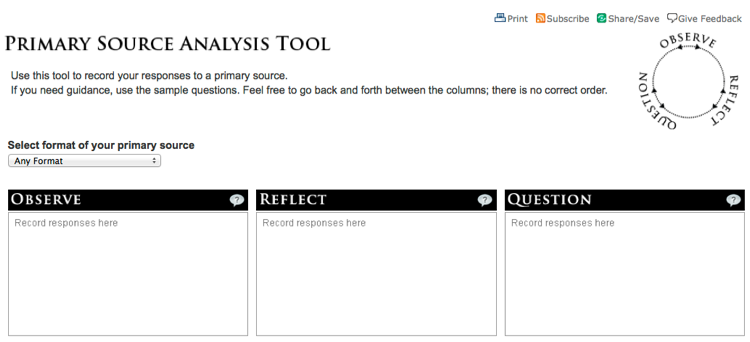 Print Subscribe Share/Save Give Feedback
PRIMARY SOURCE ANALYSIS TOOL
OBSERVE
REFLECT
QUESTION
Use this tool to record your responses to a primary source.
If you need guidance, use the sample questions. Feel free to go back and forth between the columns; there is no correct order.
Select format of your primary source
Any Format
OBSERVE ? REFLECT ? QUESTION ?
Record responses here Record responses here Record responses here